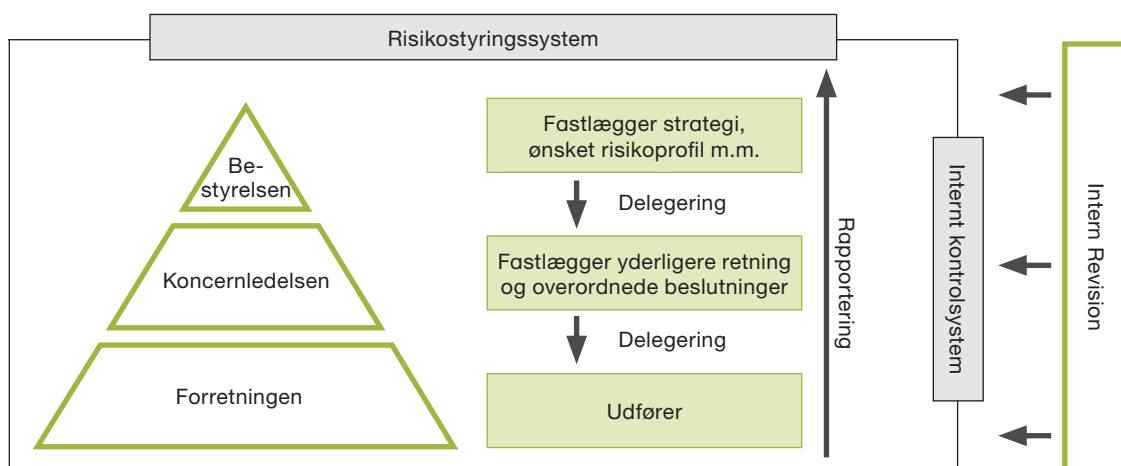 Risikostyringssystem
Be-
styrelsen
Koncernledelsen
Forretningen
Fastlægger strategi,
ønsket risikoprofil m.m.
Delegering
Fastlægger yderligere retning
og overordnede beslutninger
Delegering
Udfører
Rapportering
Internt kontrolsystem
Intern Revision